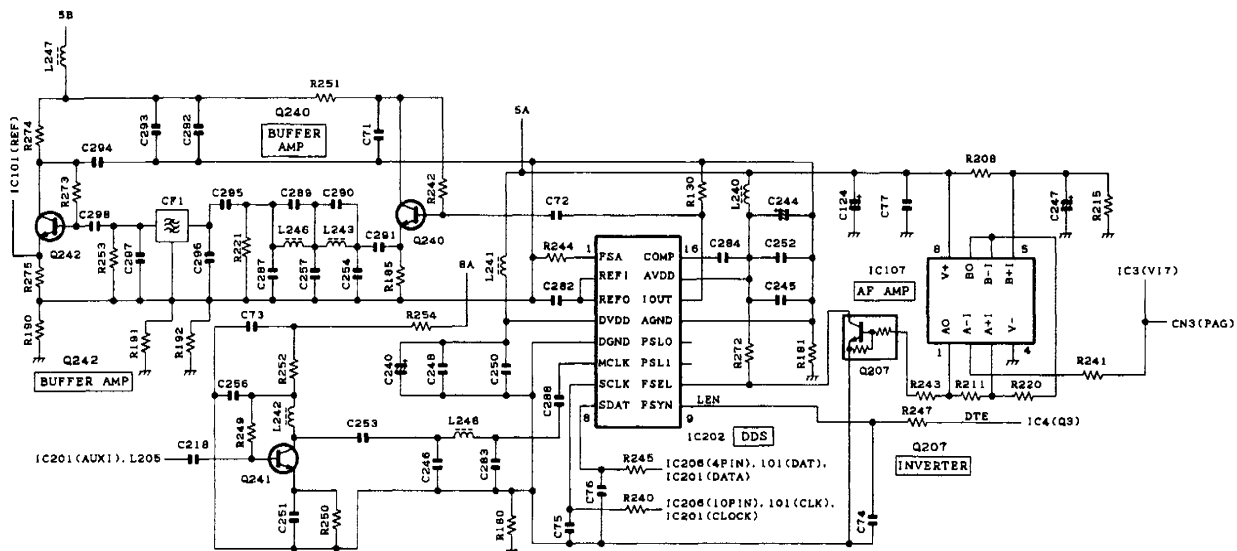 5B
L247
R251
Q240
BUFFER
AMP
5A
IC101(REF)
R274
C293
C292
C71
C294
R273
R242
R130
L240
C244
C124
C77
R208
C247
R215
C298
CF1
C295
C289
C290
C72
Q242
R253
C297
C296
R221
L246
L243
C291
Q240
R275
C287
C257
C254
R185
8A
L241
R244
1
FSA
COMP
16
C284
C252
REFI
AVDD
C282
REFO
IOUT
C245
DVDD
AGND
DGND
PSL0
MCLK
PSL1
SCLK
FSEL
SDAT
PSYN
8
9
LEN
IC202
DDS
IC107
AF AMP
8
5
V+
BO
B-I
B+I
AO
A-I
A+I
V-
1
4
IC3(VI7)
CN3(PAG)
R190
R191
R192
C73
R254
Q242
BUFFER AMP
R252
C240
C248
C250
C288
R272
R181
Q207
R243
R211
R220
R241
C256
R249
L242
C253
L246
R247
DTE
IC4(Q3)
IC201(AUXI). L205
C218
Q241
C246
C283
Q207
INVERTER
R245
IC206(4PIN). 101(DAT).
IC201(DATA)
C76
R240
IC206(10PIN). 101(CLK).
IC201(CLOCK)
C251
R250
R180
C75
C74